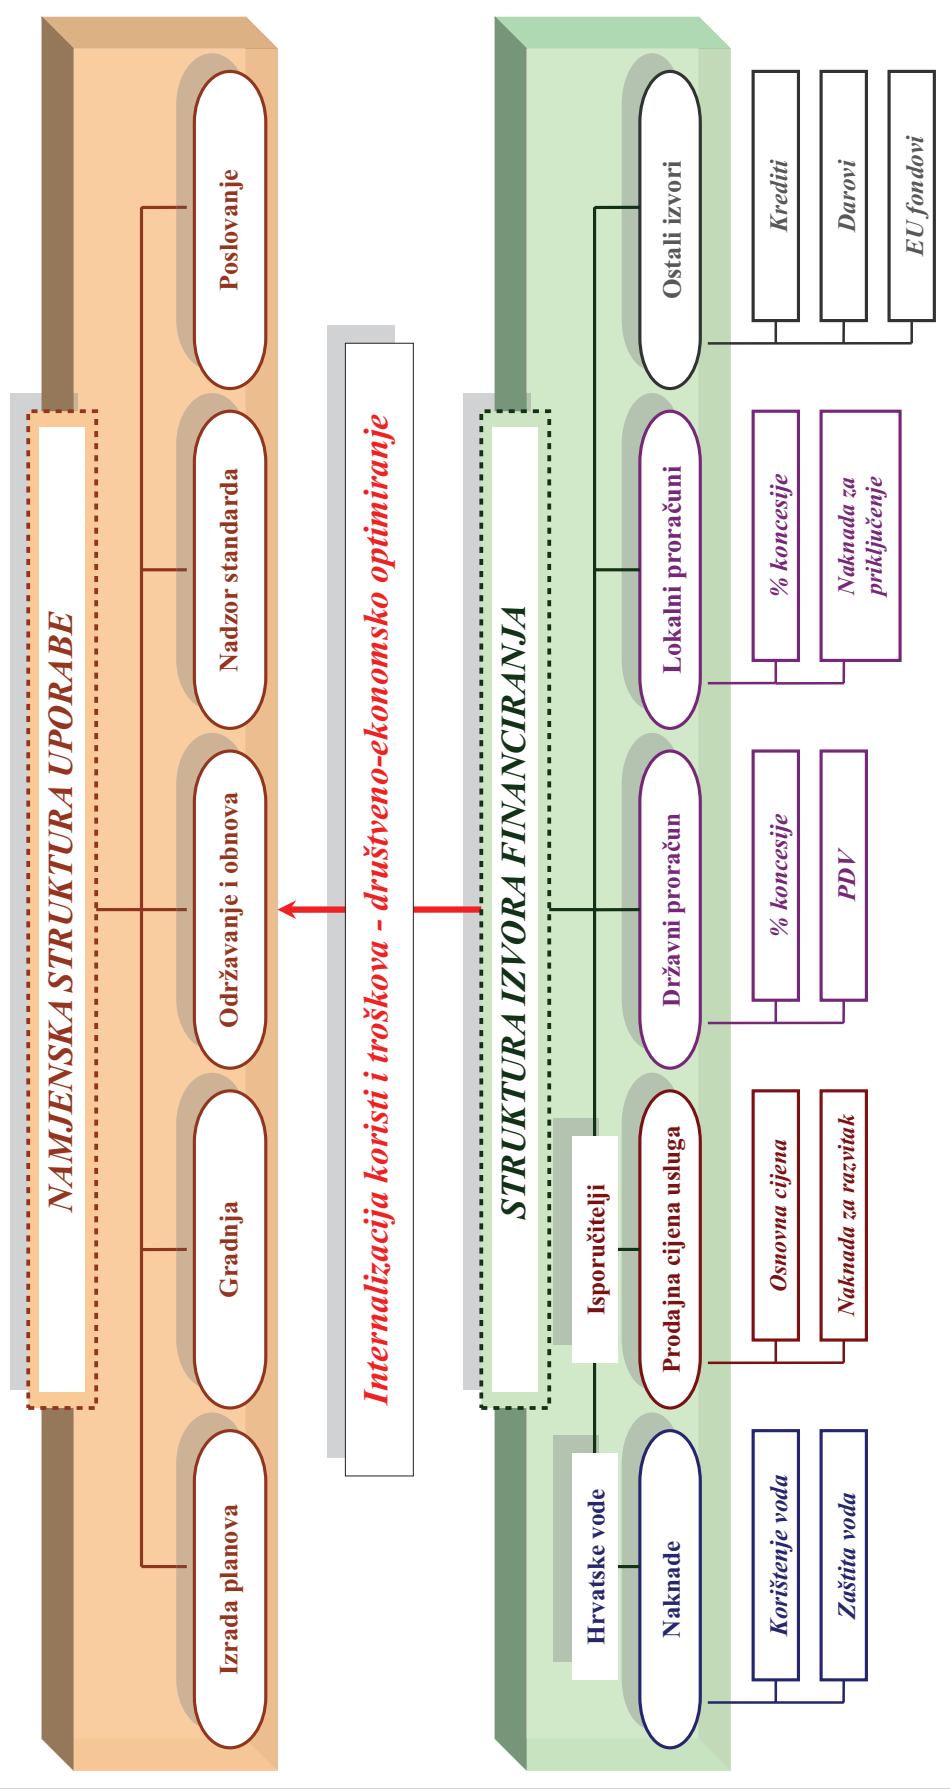 NAMJENSKA STRUKTURA UPORABE
Izrada planova
Gradnja
Održavanje i obnova
Nadzor standarda
Poslovanje
Internalizacija koristi i troškova - društveno-ekonomsko optimiranje
STRUKTURA IZVORA FINANCIRANJA
Hrvatske vode
Isporučitelji
Naknade
Prodajna cijena usluga
Državni proračun
Lokalni proračuni
Ostali izvori
Korištenje voda
Zaštita voda
Osnovna cijena
Naknada za razvitak
% koncesije
PDV
% koncesije
Naknada za
priključenje
Krediti
Darovi
EU fondovi